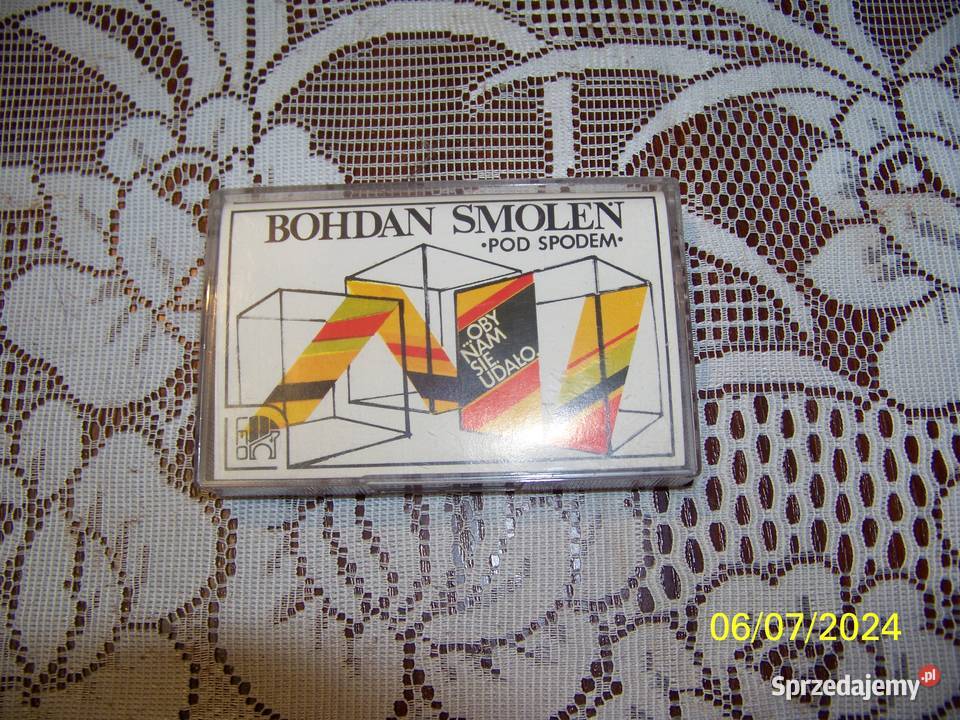 BOHDAN SMOLEŃ
•POD SPODEM•
...OBY
NAM
SIĘ
UDAŁO...
06/07/2024
Sprzedajemy.pl